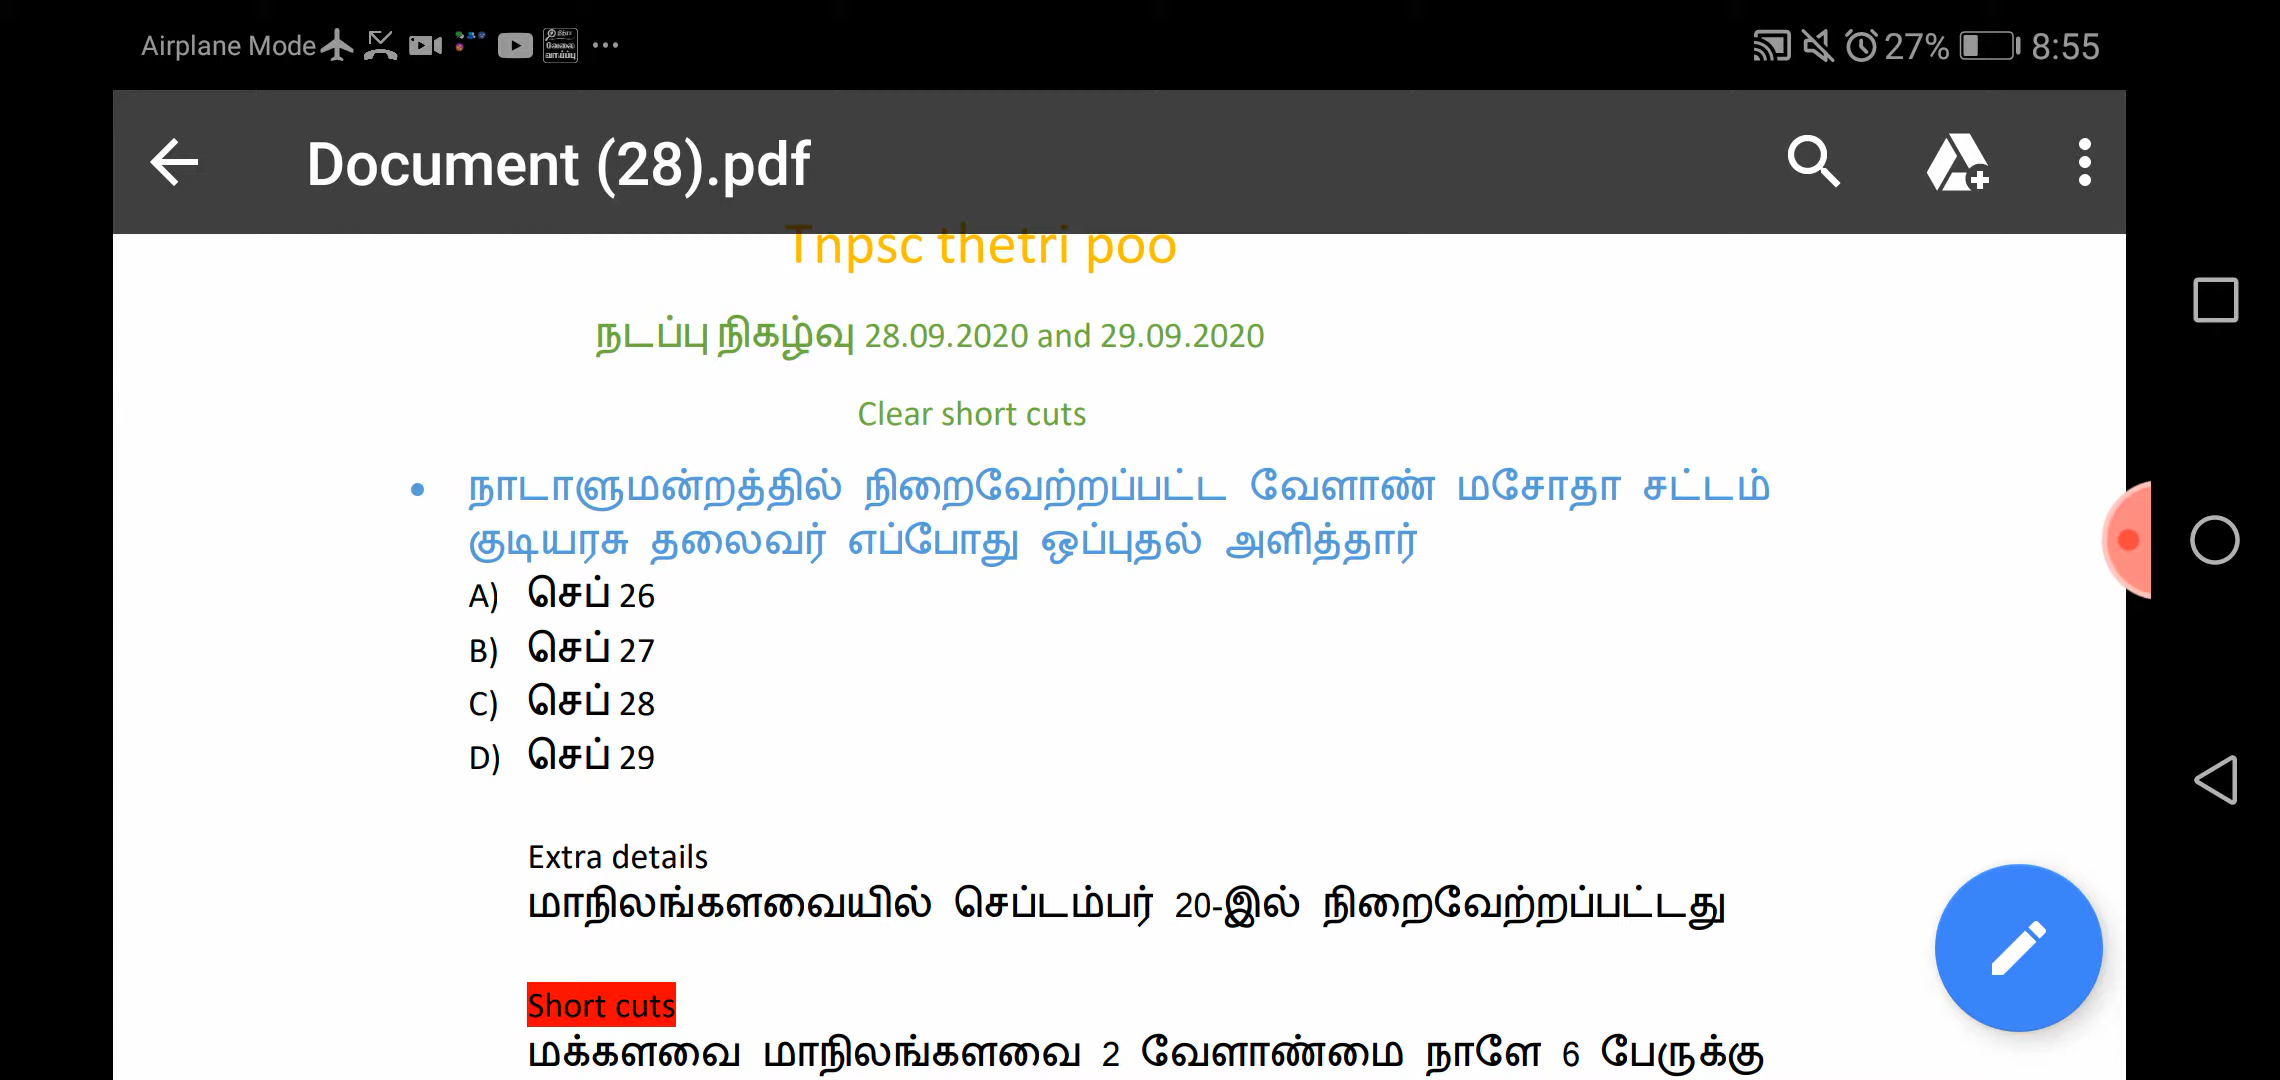 Airplane Mode 27% 8:55
Document (28).pdf
Tnpsc thetri poo
நடப்பு நிகழ்வு 28.09.2020 and 29.09.2020
Clear short cuts
• நாடாளுமன்றத்தில் நிறைவேற்றப்பட்ட வேளாண் மசோதா சட்டம்
குடியரசு தலைவர் எப்போது ஒப்புதல் அளித்தார்
A) செப் 26
B) செப் 27
C) செப் 28
D) செப் 29
Extra details
மாநிலங்களவையில் செப்டம்பர் 20-இல் நிறைவேற்றப்பட்டது
Short cuts
மக்களவை மாநிலங்களவை 2 வேளாண்மை நாளே 6 பேருக்கு